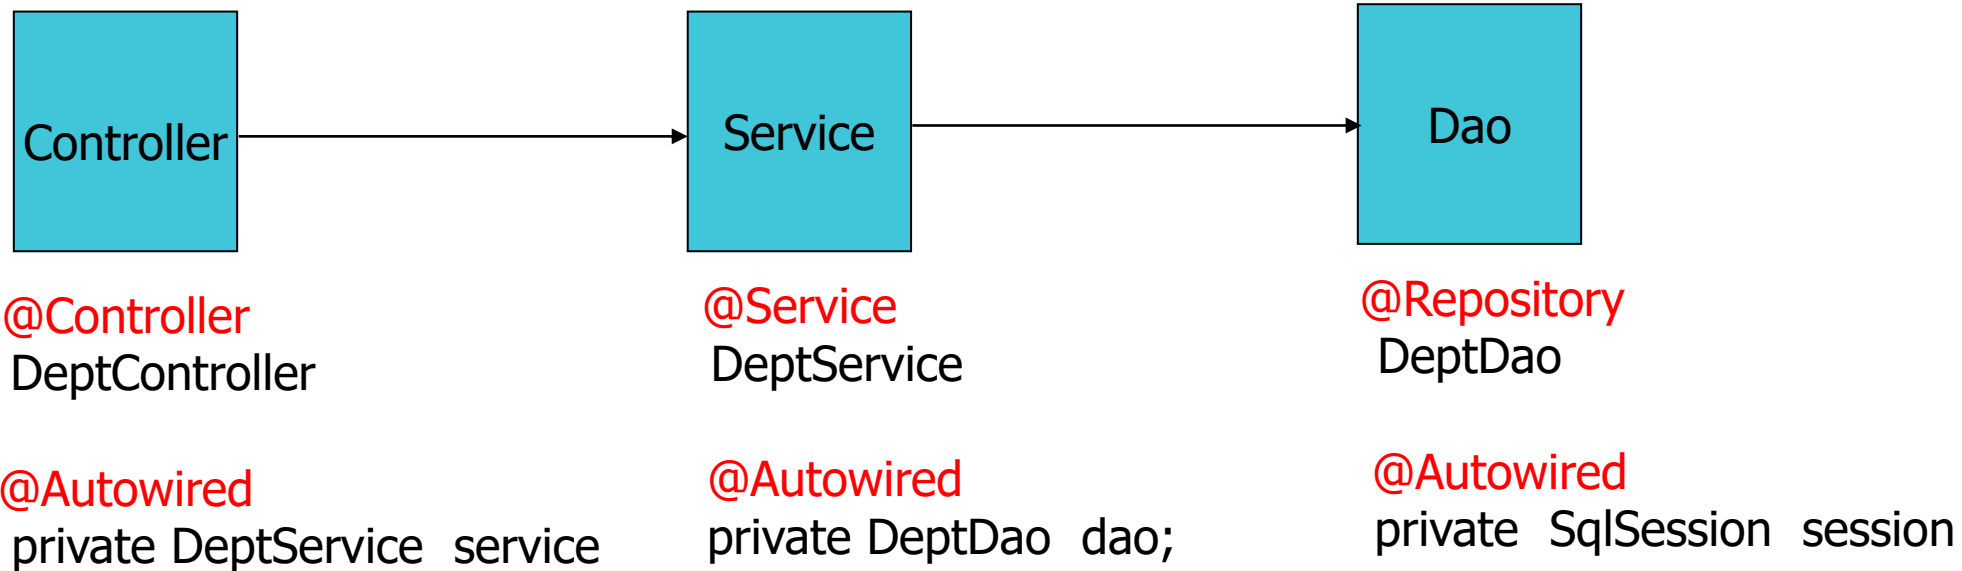 Controller
Service
Dao
@Controller
DeptController
@Autowired
private DeptService  service
@Service
DeptService
@Autowired
private DeptDao  dao;
@Repository
DeptDao
@Autowired
private  SqlSession  session